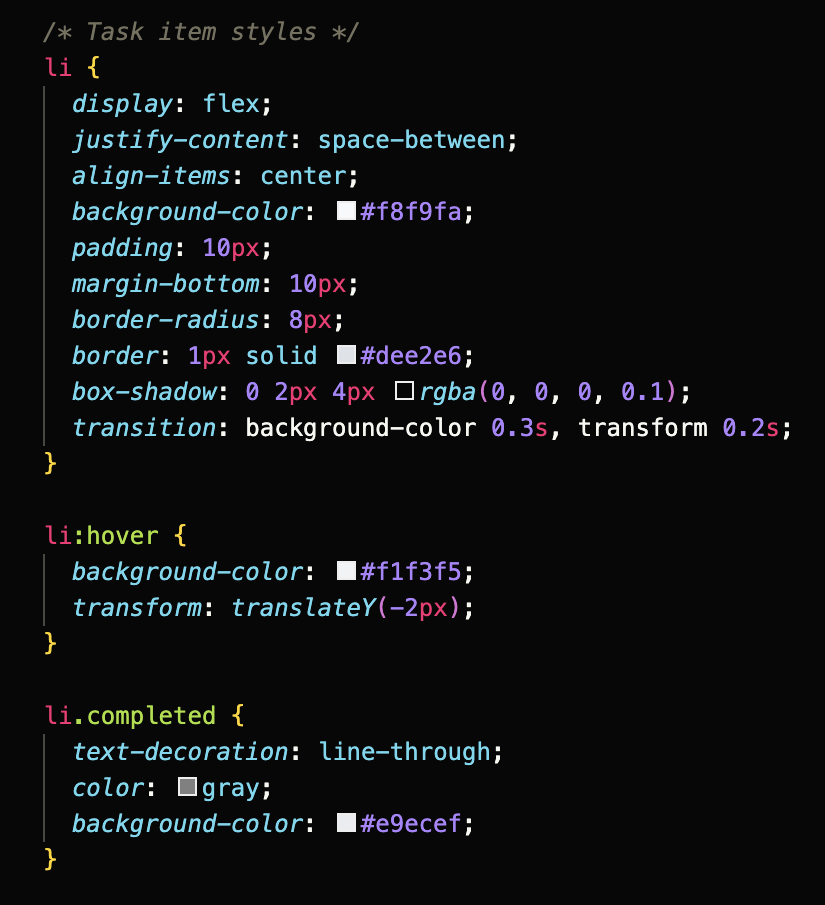 /* Task item styles */
li {
  display: flex;
  justify-content: space-between;
  align-items: center;
  background-color: #f8f9fa;
  padding: 10px;
  margin-bottom: 10px;
  border-radius: 8px;
  border: 1px solid #dee2e6;
  box-shadow: 0 2px 4px rgba(0, 0, 0, 0.1);
  transition: background-color 0.3s, transform 0.2s;
}

li:hover {
  background-color: #f1f3f5;
  transform: translateY(-2px);
}

li.completed {
  text-decoration: line-through;
  color: gray;
  background-color: #e9ecef;
}